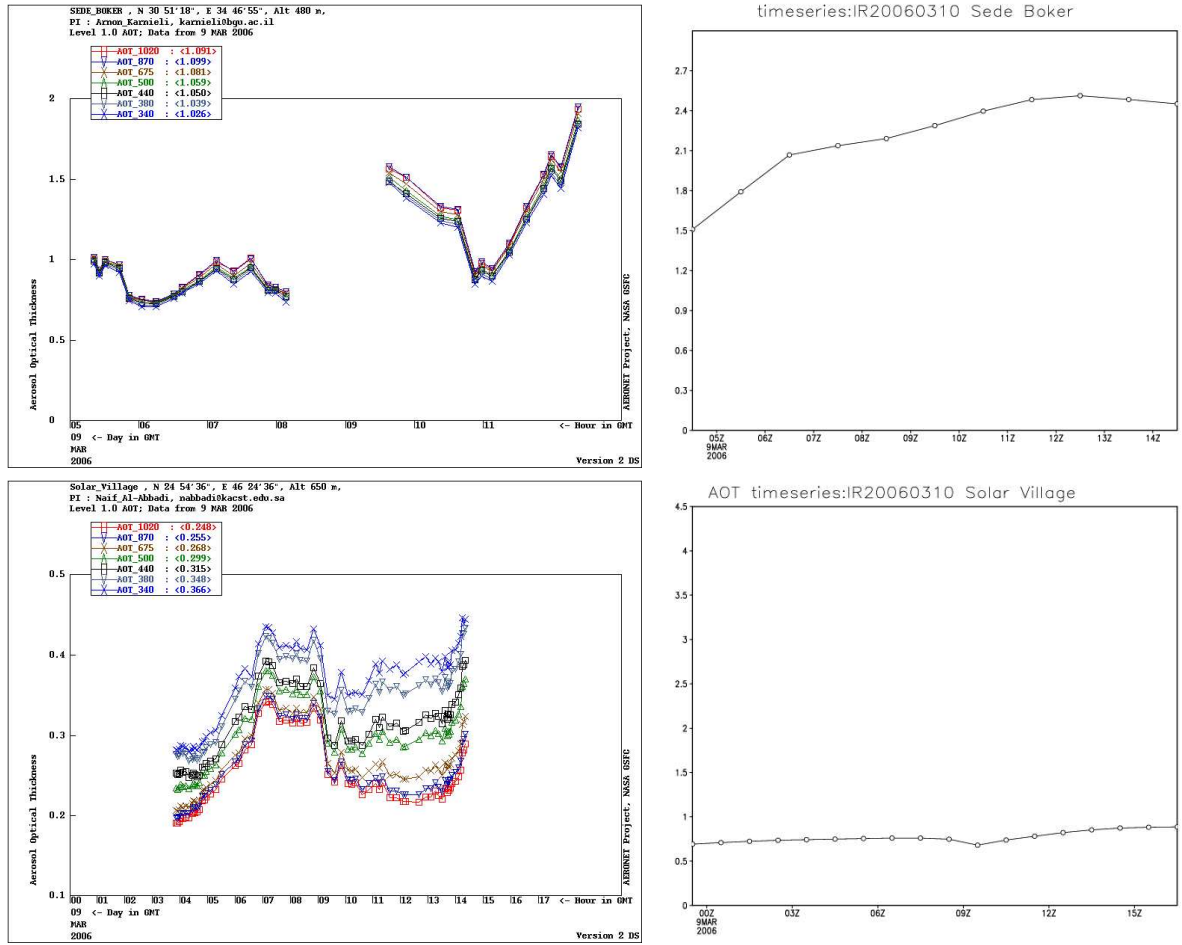 SEDE_BOKER , N 30 51'18", E 34 46'55", Alt 480 m,
PI : Arnon_Karnieli, karnieli@bgu.ac.il
Level 1.0 AOT; Data from 9 MAR 2006
AOT_1020 : <1.091>
AOT_870 : <1.099>
AOT_675 : <1.081>
AOT_500 : <1.059>
AOT_440 : <1.050>
AOT_380 : <1.039>
AOT_340 : <1.026>
2
1.5
1
0.5
0
Aerosol Optical Thickness
AERONET Project, NASA GSFC
05 06 07 08 09 10 11 <- Hour in GMT
09 <- Day in GMT
MAR
2006
Version 2 DS
timeseries:IR20060310 Sede Boker
2.7
2.4
2.1
1.8
1.5
1.2
0.9
0.6
0.3
0
05Z 06Z 07Z 08Z 09Z 10Z 11Z 12Z 13Z 14Z
9MAR
2006
Solar_Village , N 24 54'36", E 46 24'36", Alt 650 m,
PI : Naif_Al-Abbadi, nabbadi@kacst.edu.sa
Level 1.0 AOT; Data from 9 MAR 2006
AOT_1020 : <0.248>
AOT_870 : <0.255>
AOT_675 : <0.268>
AOT_500 : <0.299>
AOT_440 : <0.315>
AOT_380 : <0.348>
AOT_340 : <0.366>
0.5
0.4
0.3
0.2
0.1
Aerosol Optical Thickness
AERONET Project, NASA GSFC
00 01 02 03 04 05 06 07 08 09 10 11 12 13 14 15 16 17 <- Hour in GMT
09 <- Day in GMT
MAR
2006
Version 2 DS
AOT timeseries:IR20060310 Solar Village
4.5
4
3.5
3
2.5
2
1.5
1
0.5
0
00Z 03Z 06Z 09Z 12Z 15Z
9MAR
2006